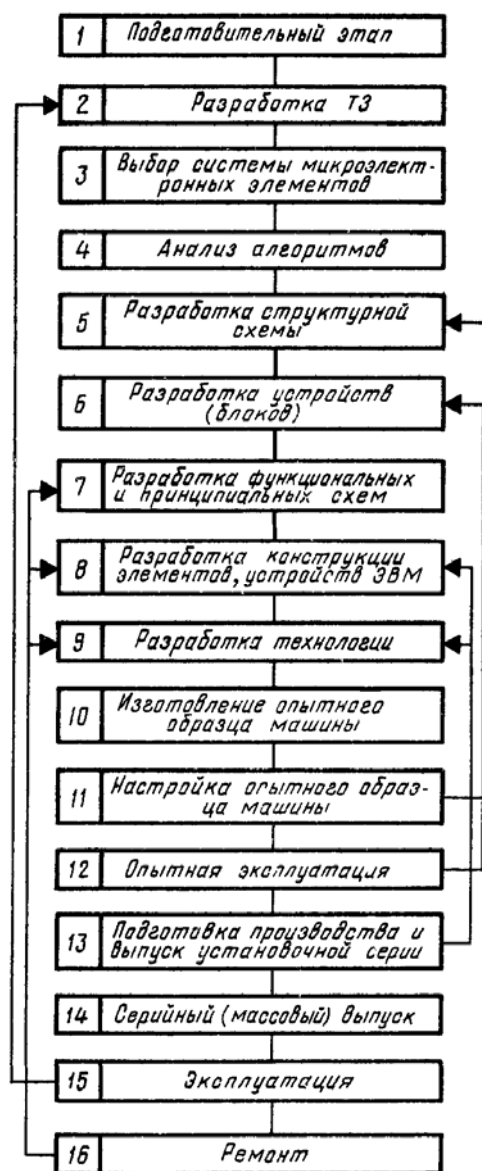 1 Подготовительный этап
2 Разработка ТЗ
3 Выбор системы микроэлект-
ронных элементов
4 Анализ алгоритмов
5 Разработка структурной
схемы
6 Разработка устройств
(блоков)
7 Разработка функциональных
и принципиальных схем
8 Разработка конструкции
элементов, устройств ЭВМ
9 Разработка технологии
10 Изготовление опытного
образца машины
11 Настройка опытного образ-
ца машины
12 Опытная эксплуатация
13 Подготовка производства и
выпуск установочной серии
14 Серийный (массовый) выпуск
15 Эксплуатация
16 Ремонт